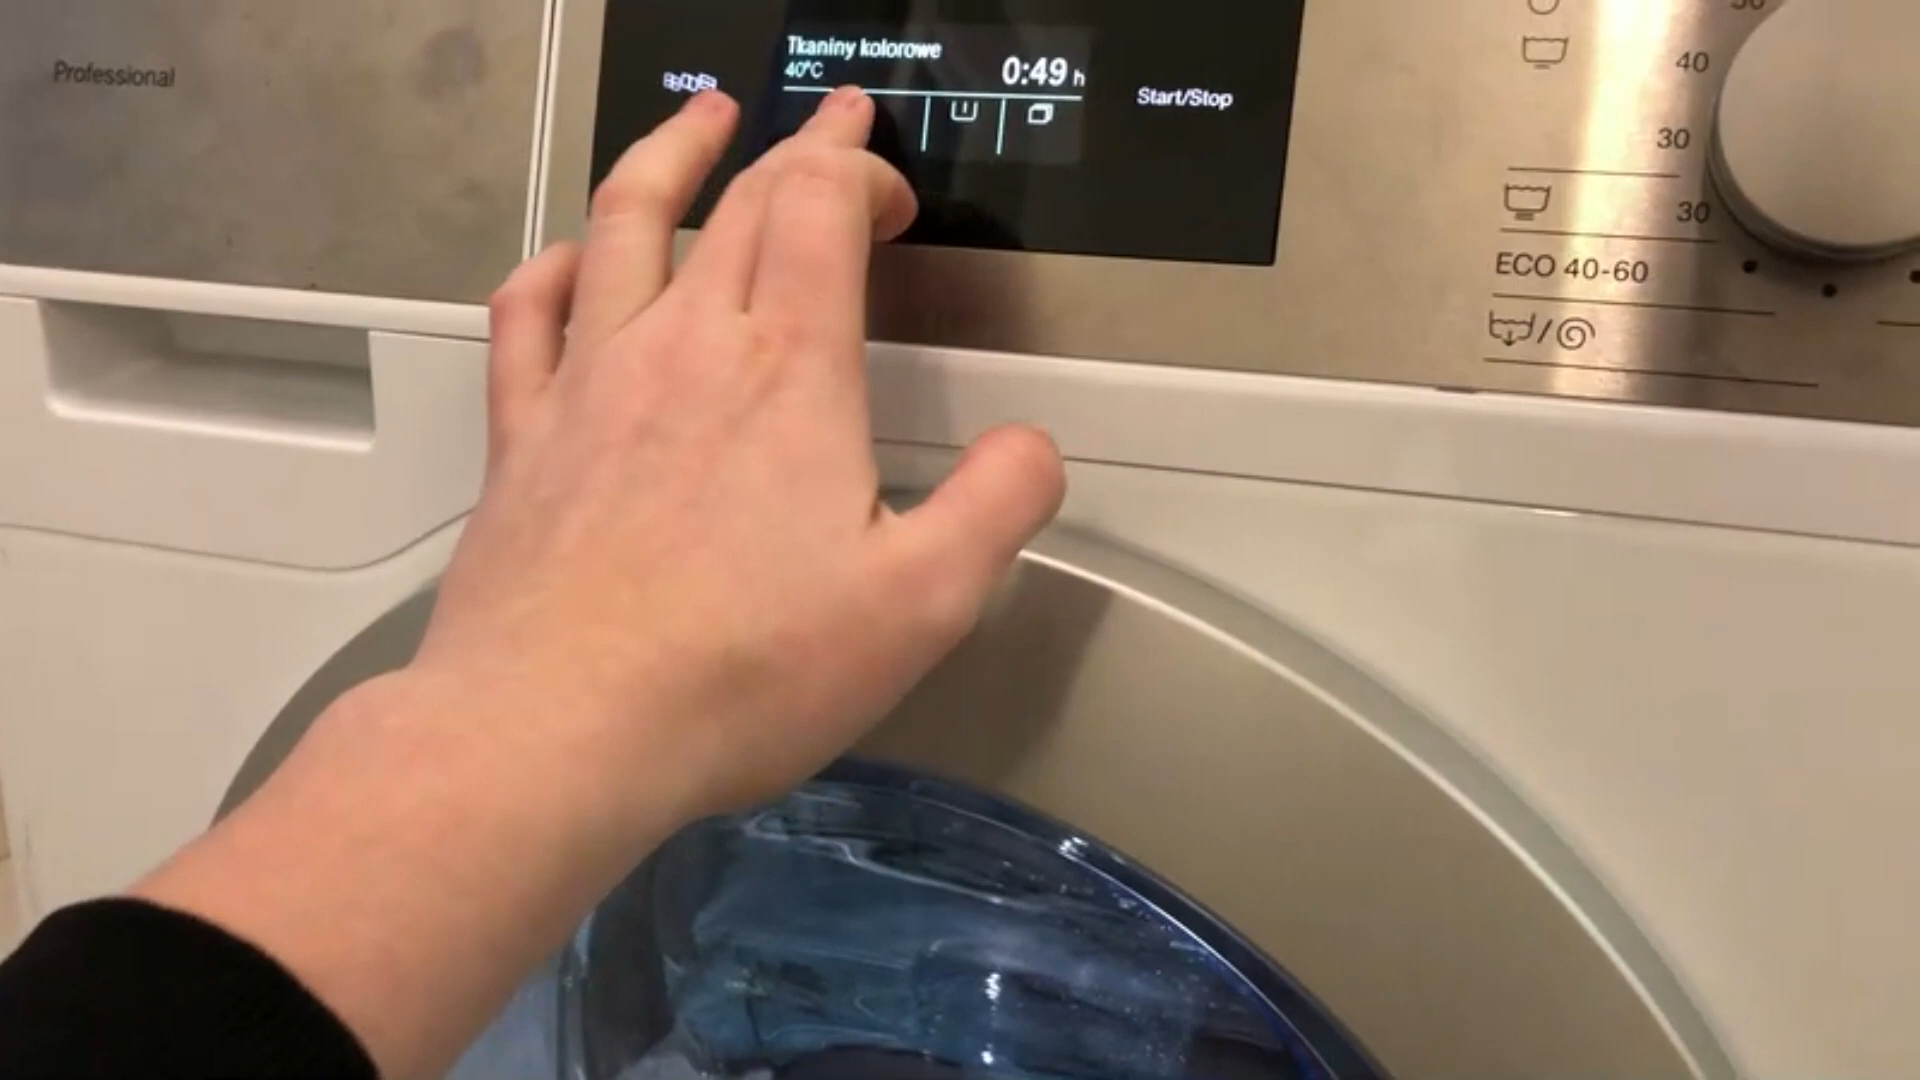 Professional
Tkaniny kolorowe
40°C
0:49 h
Start/Stop
40
30
30
ECO 40-60
/